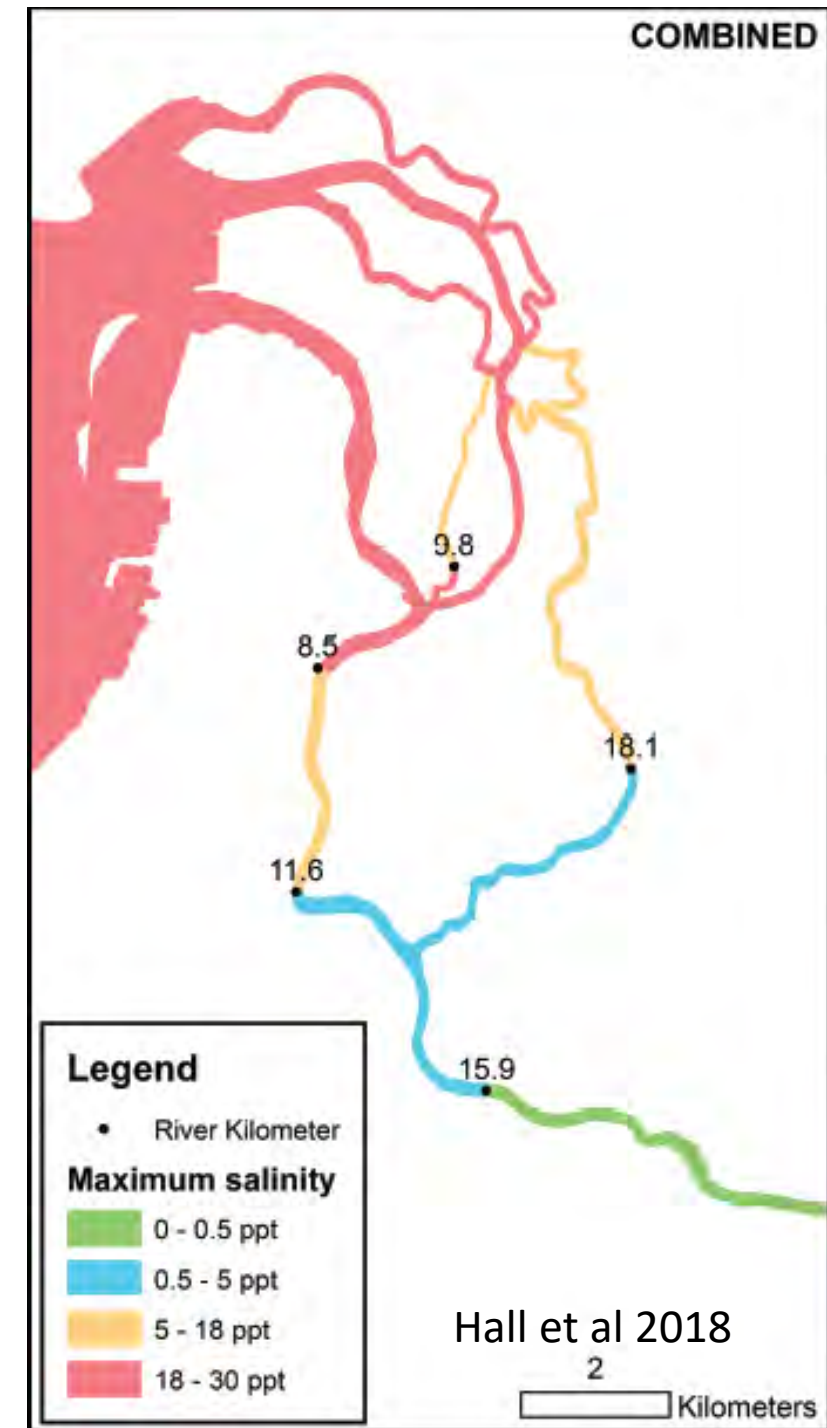 COMBINED
9.8
8.5
18.1
11.6
15.9
Legend
River Kilometer
Maximum salinity
0 - 0.5 ppt
0.5 - 5 ppt
5 - 18 ppt
18 - 30 ppt
Hall et al 2018
2
Kilometers